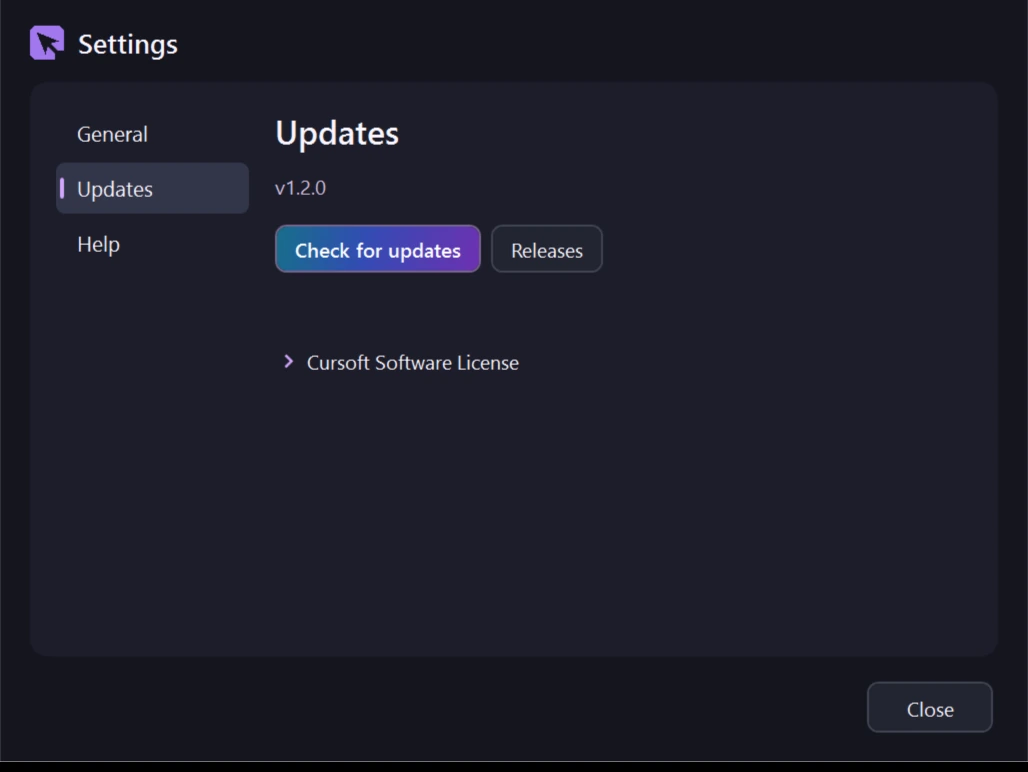 Settings
General
Updates
Help
Updates
v1.2.0
Check for updates
Releases
Cursoft Software License
Close